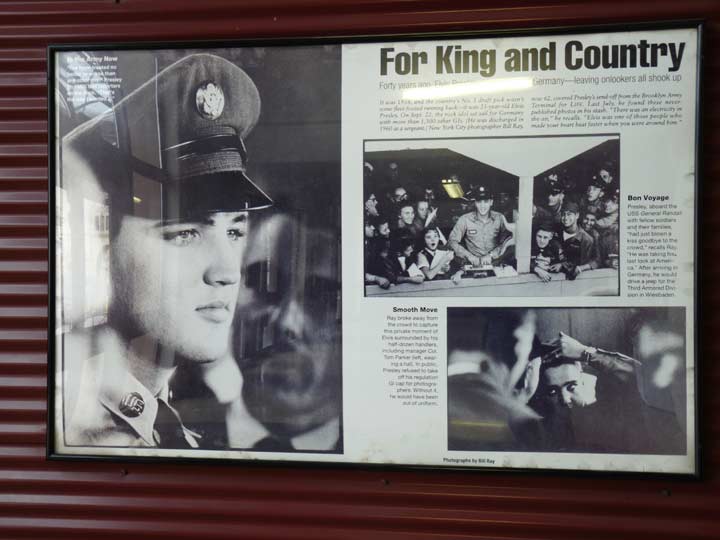 In the Army Now
For King and Country
Forty years ago, Elvis
Germany—leaving onlookers all shook up
It was 1958, and the country's No. 1 draft pick wasn't
some fleet-footed running back—it was 23-year-old Elvis
Presley. On Sept. 22, the rock idol set sail for Germany
with more than 1,300 other GIs. (He was discharged in
1960 as a sergeant.) New York City photographer Bill Ray,
now 62, covered Presley's send-off from the Brooklyn Army
Terminal for LIFE. Last July, he found these never-
published photos in his stash. "There was an electricity in
the air," he recalls. "Elvis was one of those people who
made your heart beat faster when you were around him."
Bon Voyage
Presley, aboard the
USS General Randall
with fellow soldiers
and their families,
"had just blown a
kiss goodbye to the
crowd," recalls Ray.
"He was taking his
last look at Ameri-
ca." After arriving in
Germany, he would
drive a jeep for the
Third Armored Divi-
sion in Wiesbaden.
Smooth Move
Ray broke away from
the crowd to capture
this private moment of
Elvis surrounded by his
half-dozen handlers,
including manager Col.
Tom Parker (left, wear-
ing a hat). In public,
Presley refused to take
off his regulation
GI cap for photogra-
phers. Without it,
he would have been
out of uniform.
US
Photographs by Bill Ray